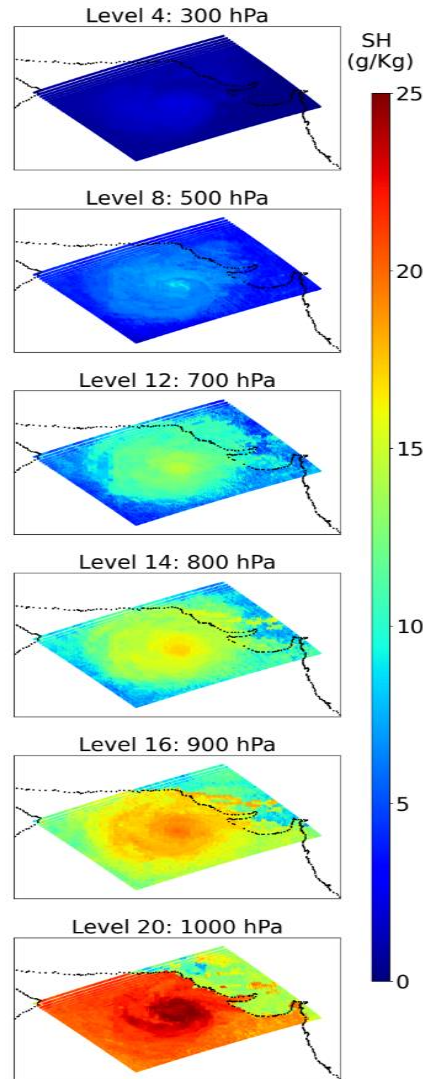 Level 4: 300 hPa
SH
(g/Kg)
25
Level 8: 500 hPa
20
Level 12: 700 hPa
15
Level 14: 800 hPa
10
Level 16: 900 hPa
5
Level 20: 1000 hPa
0